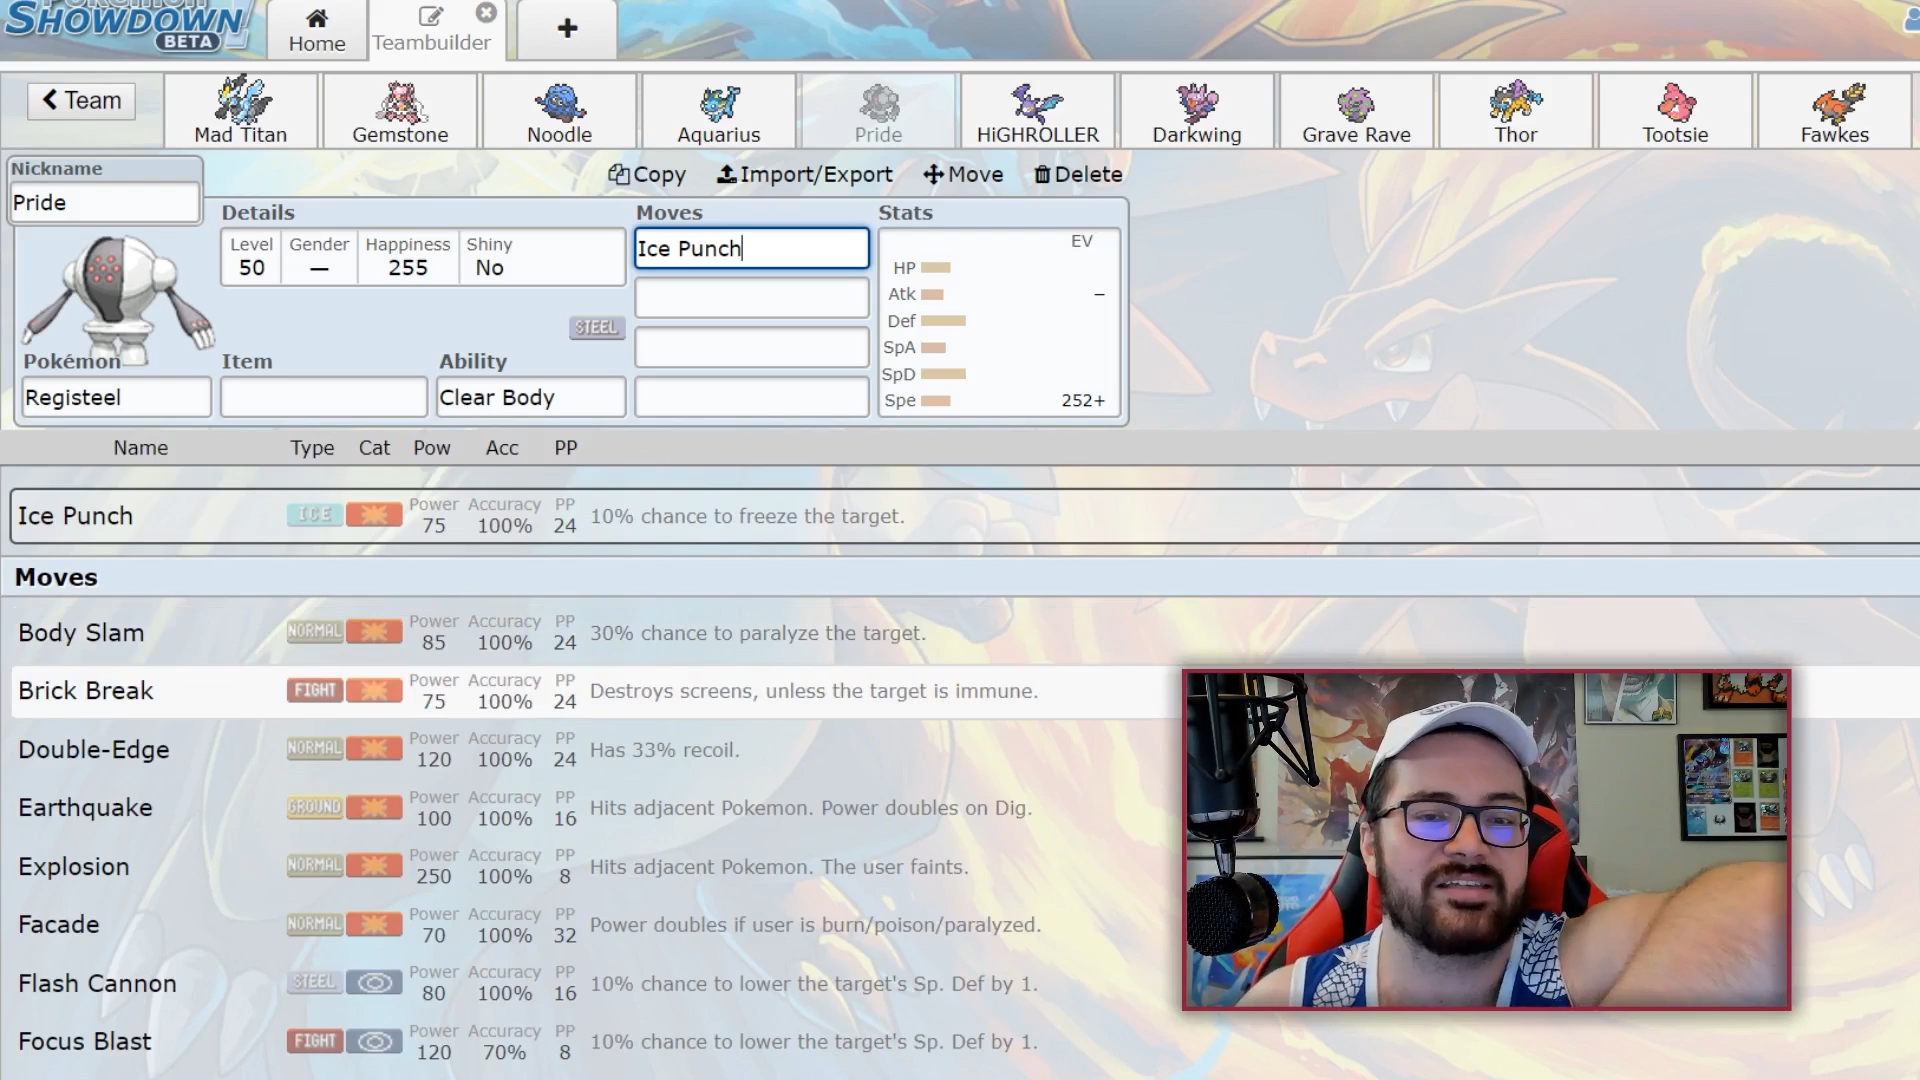 Pokémon
SHOWDOWN
BETA
Home
Teambuilder
+
Team
Mad Titan
Gemstone
Noodle
Aquarius
Pride
HiGHROLLER
Darkwing
Grave Rave
Thor
Tootsie
Fawkes
Nickname
Pride
Copy
Import/Export
Move
Delete
Details
Level Gender Happiness Shiny
50 — 255 No
STEEL
Pokémon Item Ability
Registeel Clear Body
Moves
Ice Punch
Stats
EV
HP
Atk –
Def
SpA
SpD
Spe 252+
Name Type Cat Pow Acc PP
Ice Punch ICE Power 75 Accuracy 100% PP 24 10% chance to freeze the target.
Moves
Body Slam NORMAL Power 85 Accuracy 100% PP 24 30% chance to paralyze the target.
Brick Break FIGHT Power 75 Accuracy 100% PP 24 Destroys screens, unless the target is immune.
Double-Edge NORMAL Power 120 Accuracy 100% PP 24 Has 33% recoil.
Earthquake GROUND Power 100 Accuracy 100% PP 16 Hits adjacent Pokemon. Power doubles on Dig.
Explosion NORMAL Power 250 Accuracy 100% PP 8 Hits adjacent Pokemon. The user faints.
Facade NORMAL Power 70 Accuracy 100% PP 32 Power doubles if user is burn/poison/paralyzed.
Flash Cannon STEEL Power 80 Accuracy 100% PP 16 10% chance to lower the target's Sp. Def by 1.
Focus Blast FIGHT Power 120 Accuracy 70% PP 8 10% chance to lower the target's Sp. Def by 1.